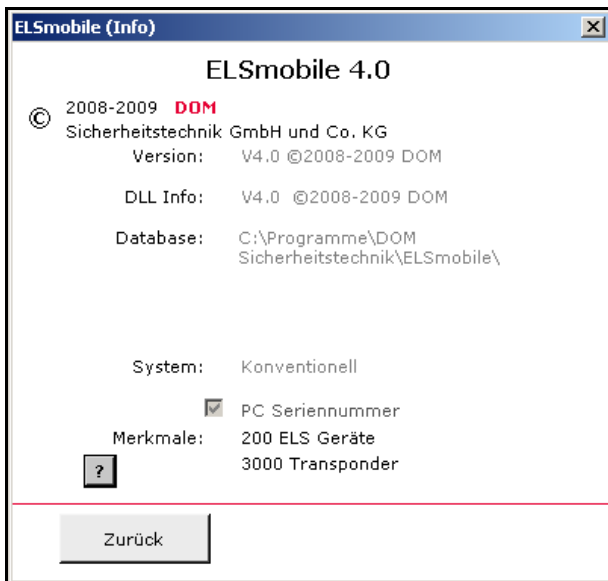 ELSmobile (Info)
ELSmobile 4.0
© 2008-2009 DOM
Sicherheitstechnik GmbH und Co. KG
Version: V4.0 ©2008-2009 DOM
DLL Info: V4.0 ©2008-2009 DOM
Database: C:\Programme\DOM
Sicherheitstechnik\ELSmobile\
System: Konventionell
PC Seriennummer
Merkmale: 200 ELS Geräte
? 3000 Transponder
Zurück